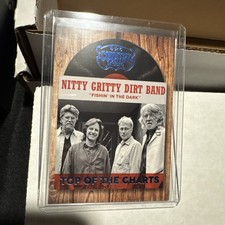 NITTY GRITTY DIRT BAND
"FISHIN' IN THE DARK"
TOP OF THE CHARTS